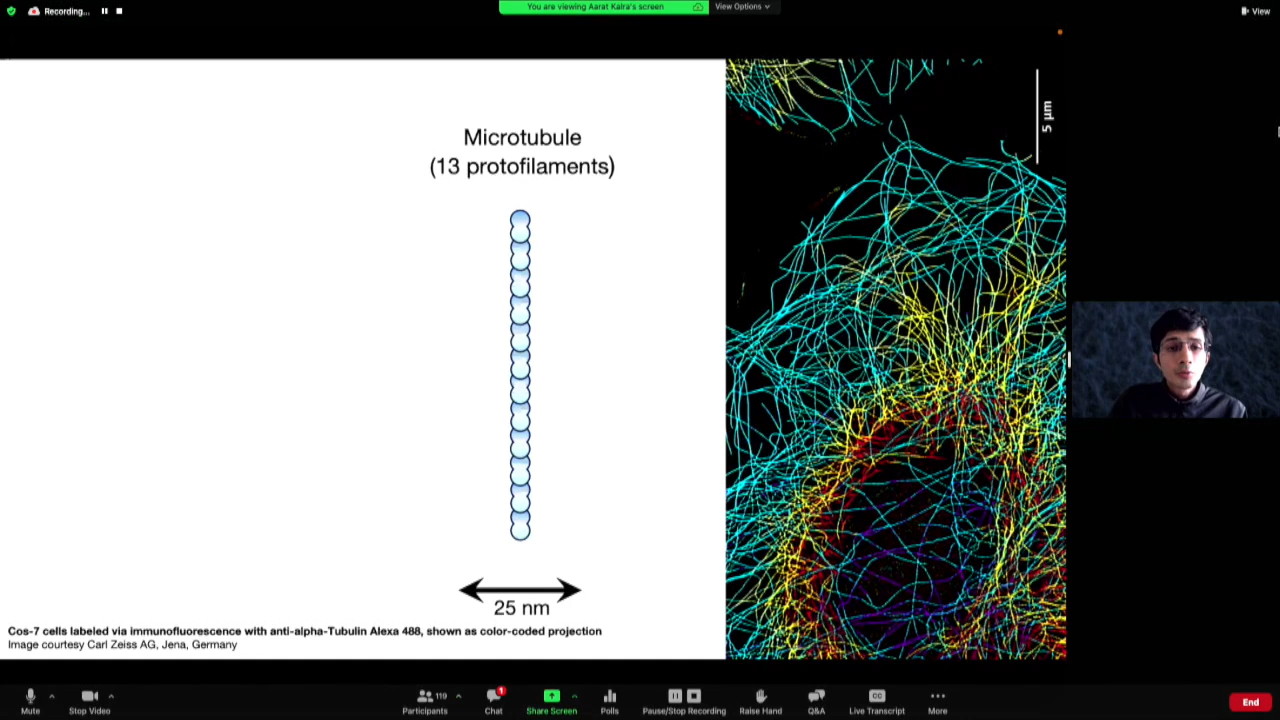 Recording...
You are viewing Aarat Kalra's screen
View Options
View
Microtubule
(13 protofilaments)
5 µm
25 nm
Cos-7 cells labeled via immunofluorescence with anti-alpha-Tubulin Alexa 488, shown as color-coded projection
Image courtesy Carl Zeiss AG, Jena, Germany
Mute
Stop Video
119
Participants
1
Chat
Share Screen
Polls
Pause/Stop Recording
Raise Hand
Q&A
CC
Live Transcript
More
End